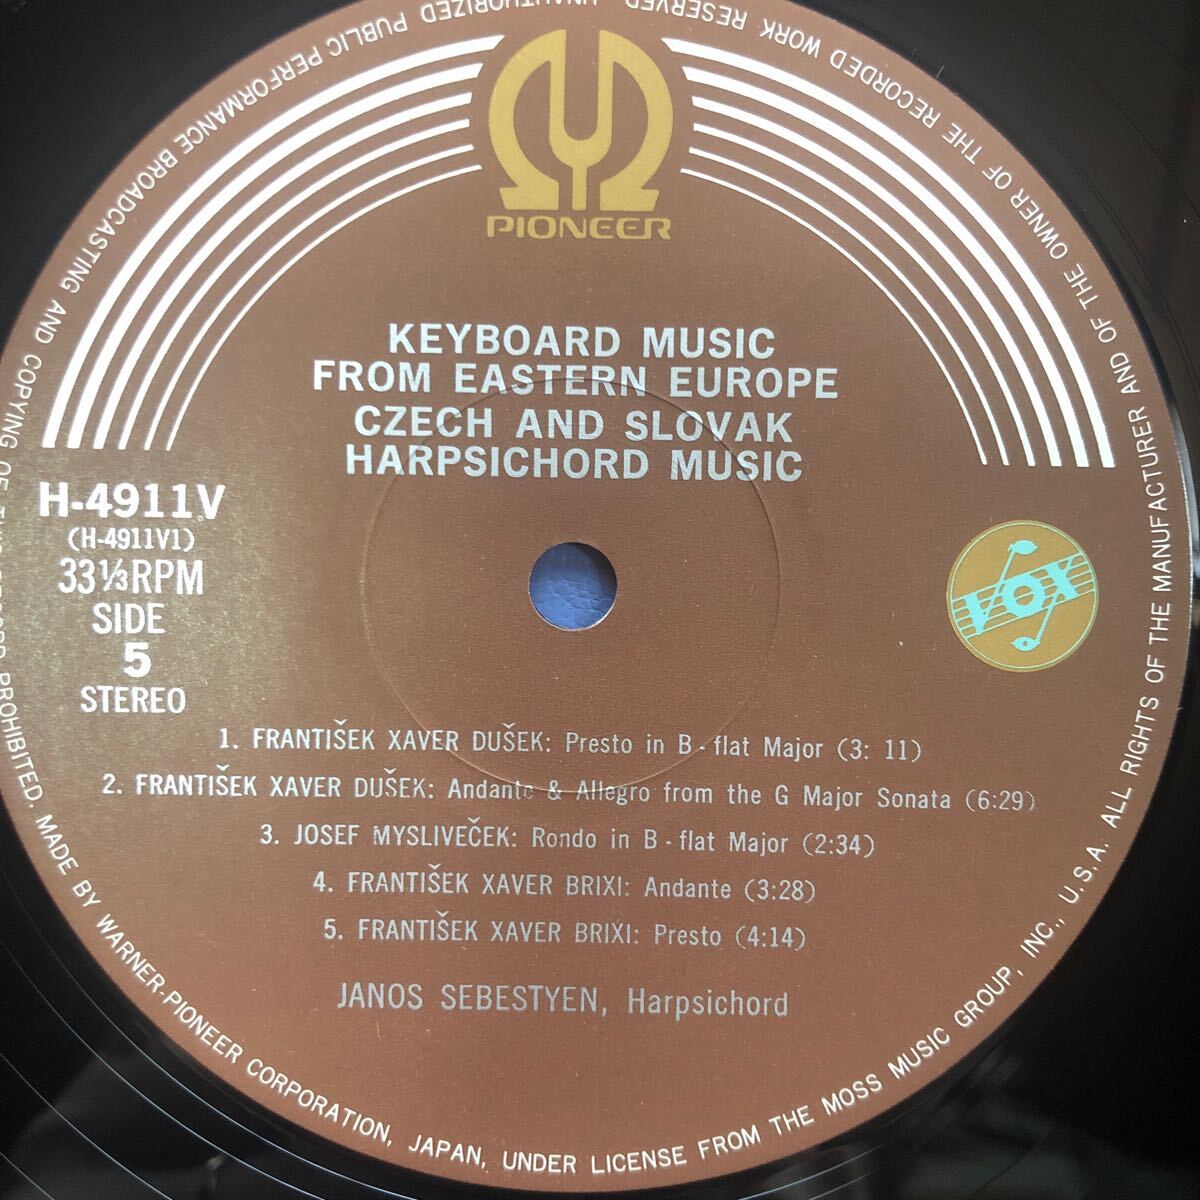 PIONEER
KEYBOARD MUSIC
FROM EASTERN EUROPE
CZECH AND SLOVAK
HARPSICHORD MUSIC
H-4911V
(H-4911V1)
33⅓RPM
SIDE
5
STEREO
VOX
1. FRANTIŠEK XAVER DUŠEK: Presto in B-flat Major (3: 11)
2. FRANTIŠEK XAVER DUŠEK: Andante & Allegro from the G Major Sonata (6:29)
3. JOSEF MYSLIVEČEK: Rondo in B-flat Major (2:34)
4. FRANTIŠEK XAVER BRIXI: Andante (3:28)
5. FRANTIŠEK XAVER BRIXI: Presto (4:14)
JANOS SEBESTYEN, Harpsichord
ALL RIGHTS OF THE MANUFACTURER AND OF THE OWNER OF THE RECORDED WORK RESERVED UNAUTHORIZED PUBLIC PERFORMANCE BROADCASTING AND COPYING OF RECORD PROHIBITED. MADE BY WARNER-PIONEER CORPORATION, JAPAN, UNDER LICENSE FROM THE MOSS MUSIC GROUP, INC., U.S.A.